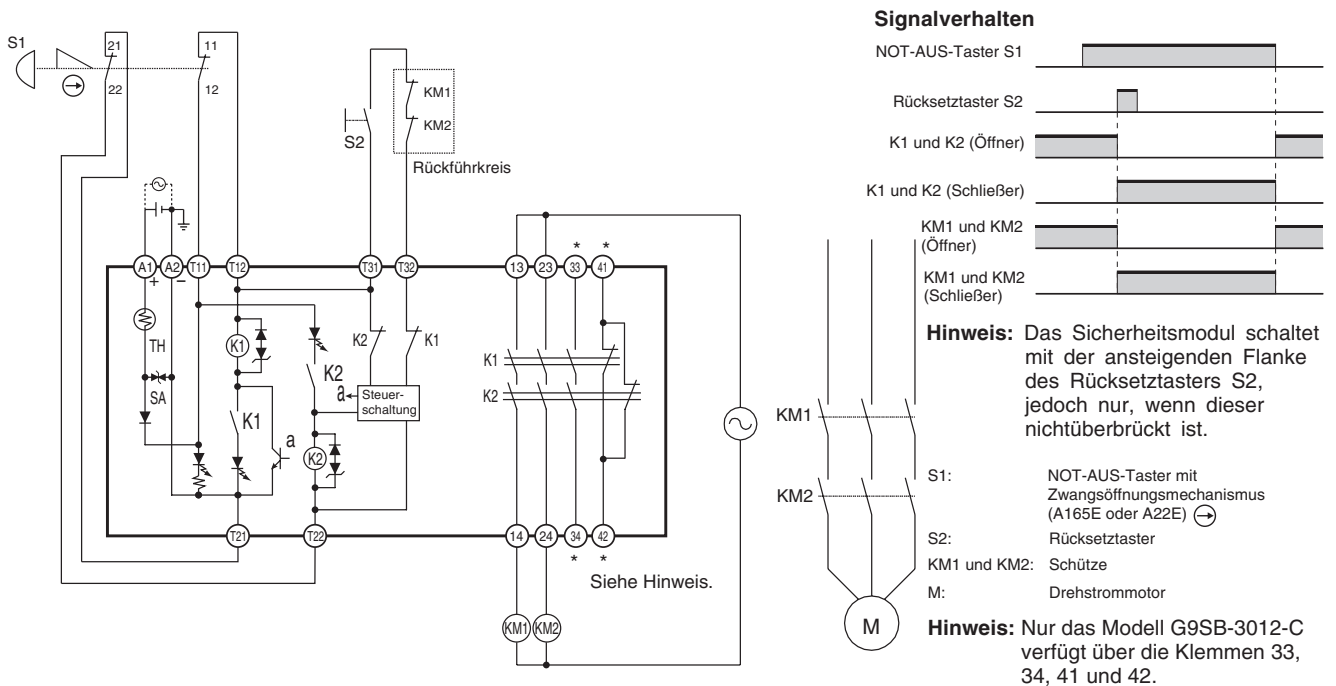 S1
21
22
11
12
S2
KM1
KM2
Rückführkreis
A1
A2
T11
T12
T31
T32
13
23
33
41
*
*
+
−
TH
SA
K1
K1
K2
K2
a
a
K2
K1
Steuer-
schaltung
K1
K2
T21
T22
14
24
34
42
*
*
Siehe Hinweis.
KM1
KM2
KM1
KM2
M
Signalverhalten
NOT-AUS-Taster S1
Rücksetztaster S2
K1 und K2 (Öffner)
K1 und K2 (Schließer)
KM1 und KM2
(Öffner)
KM1 und KM2
(Schließer)
Hinweis: Das Sicherheitsmodul schaltet
mit der ansteigenden Flanke
des Rücksetztasters S2,
jedoch nur, wenn dieser
nichtüberbrückt ist.
S1: NOT-AUS-Taster mit
Zwangsöffnungsmechanismus
(A165E oder A22E)
S2: Rücksetztaster
KM1 und KM2: Schütze
M: Drehstrommotor
Hinweis: Nur das Modell G9SB-3012-C
verfügt über die Klemmen 33,
34, 41 und 42.